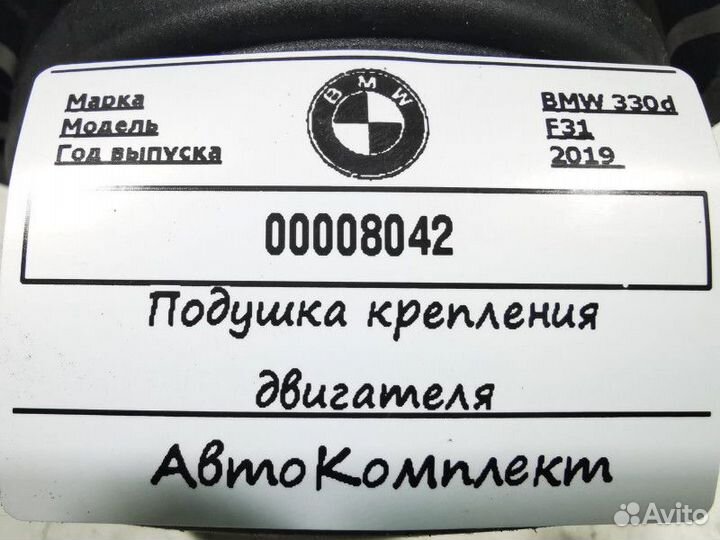 Марка BMW 330d
Модель F31
Год выпуска 2019
BMW
00008042
Подушка крепления
двигателя
АвтоКомплект
Avito